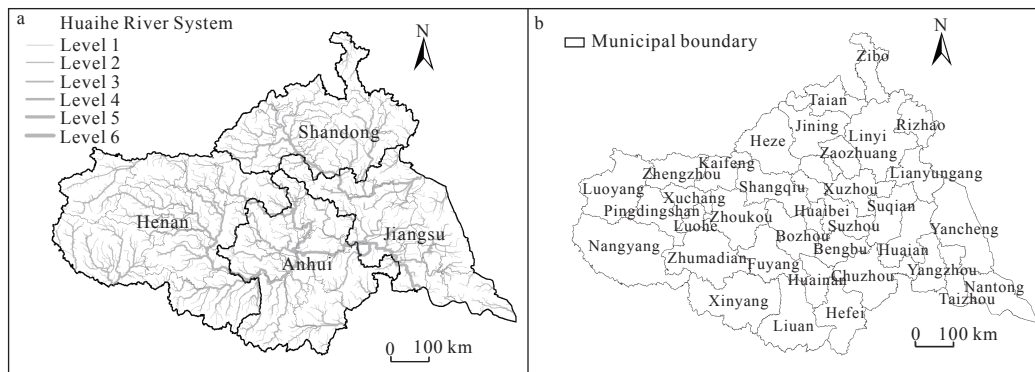 a
Huaihe River System
Level 1
Level 2
Level 3
Level 4
Level 5
Level 6
N
Shandong
Henan
Jiangsu
Anhui
0 100 km
b
Municipal boundary
N
Zibo
Taian
Jining
Rizhao
Heze
Linyi
Zaozhuang
Kaifeng
Lianyungang
Zhengzhou
Luoyang
Shangqiu
Xuzhou
Xuchang
Pingdingshan
Zhoukou
Huaibei
Suqian
Luohe
Suzhou
Yancheng
Bozhou
Nangyang
Bengbu
Huaian
Zhumadian
Fuyang
Huainan
Chuzhou
Yangzhou
Nantong
Taizhou
Xinyang
Hefei
Liuan
0 100 km